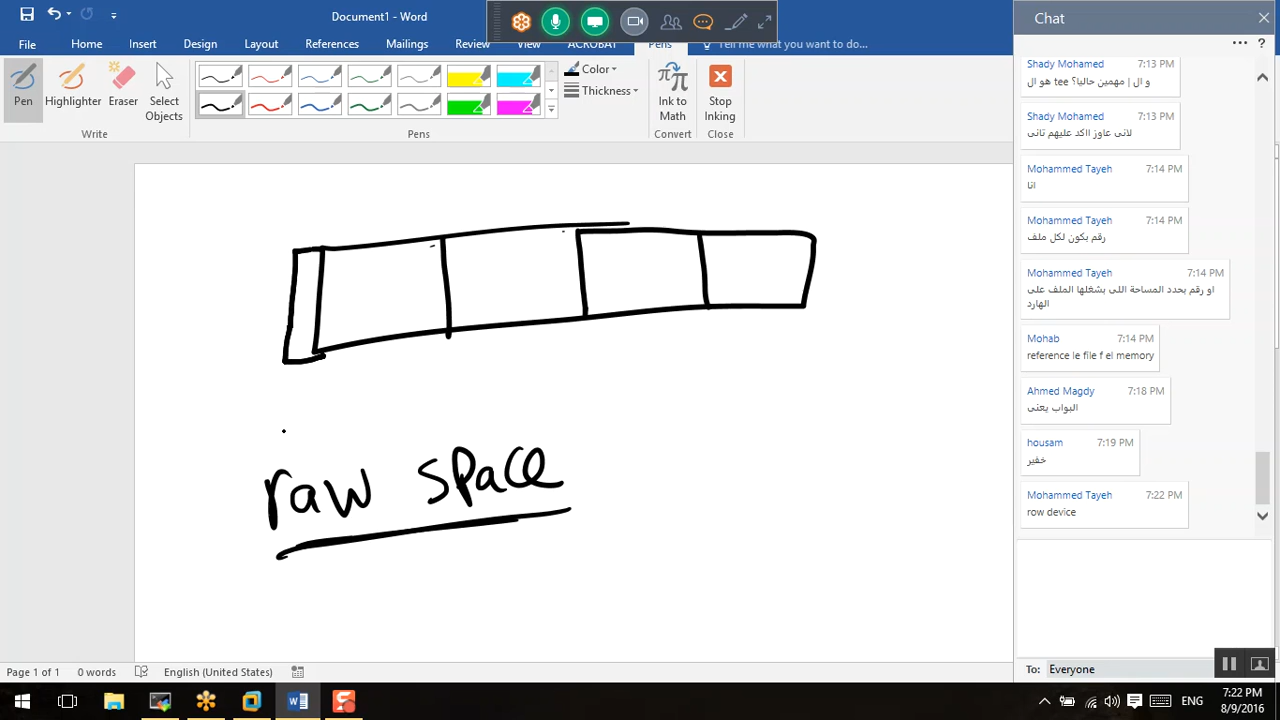 Document1 - Word
File
Home
Insert
Design
Layout
References
Mailings
Review
View
ACROBAT
Pens
Tell me what you want to do...
Pen
Highlighter
Eraser
Select Objects
Color
Thickness
Ink to Math
Stop Inking
Write
Pens
Convert
Close
raw space
Chat
Shady Mohamed 7:13 PM
و ال | مهمين حاليا؟ tee هو ال
Shady Mohamed 7:13 PM
لانى عاوز ااكد عليهم تانى
Mohammed Tayeh 7:14 PM
انا
Mohammed Tayeh 7:14 PM
رقم بكون لكل ملف
Mohammed Tayeh 7:14 PM
او رقم بحدد المساحة اللى بشغلها الملف على
الهارد
Mohab 7:14 PM
reference le file f el memory
Ahmed Magdy 7:18 PM
البواب يعنى
housam 7:19 PM
خفير
Mohammed Tayeh 7:22 PM
row device
To: Everyone
Page 1 of 1 0 words English (United States)
ENG
7:22 PM
8/9/2016